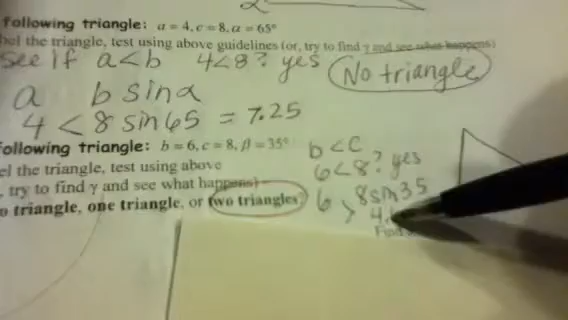 following triangle: a = 4, c = 8, α = 65°
bel the triangle, test using above guidelines (or, try to find γ and see what happens)
see if a<b 4<8? yes No triangle
a b sin α
4 < 8 sin 65 = 7.25
ollowing triangle: b = 6, c = 8, β = 35°
b < c
el the triangle, test using above
6 < 8? yes
, try to find γ and see what happens)
o triangle, one triangle, or two triangles?
6 > 8 sin 35
4.
Find